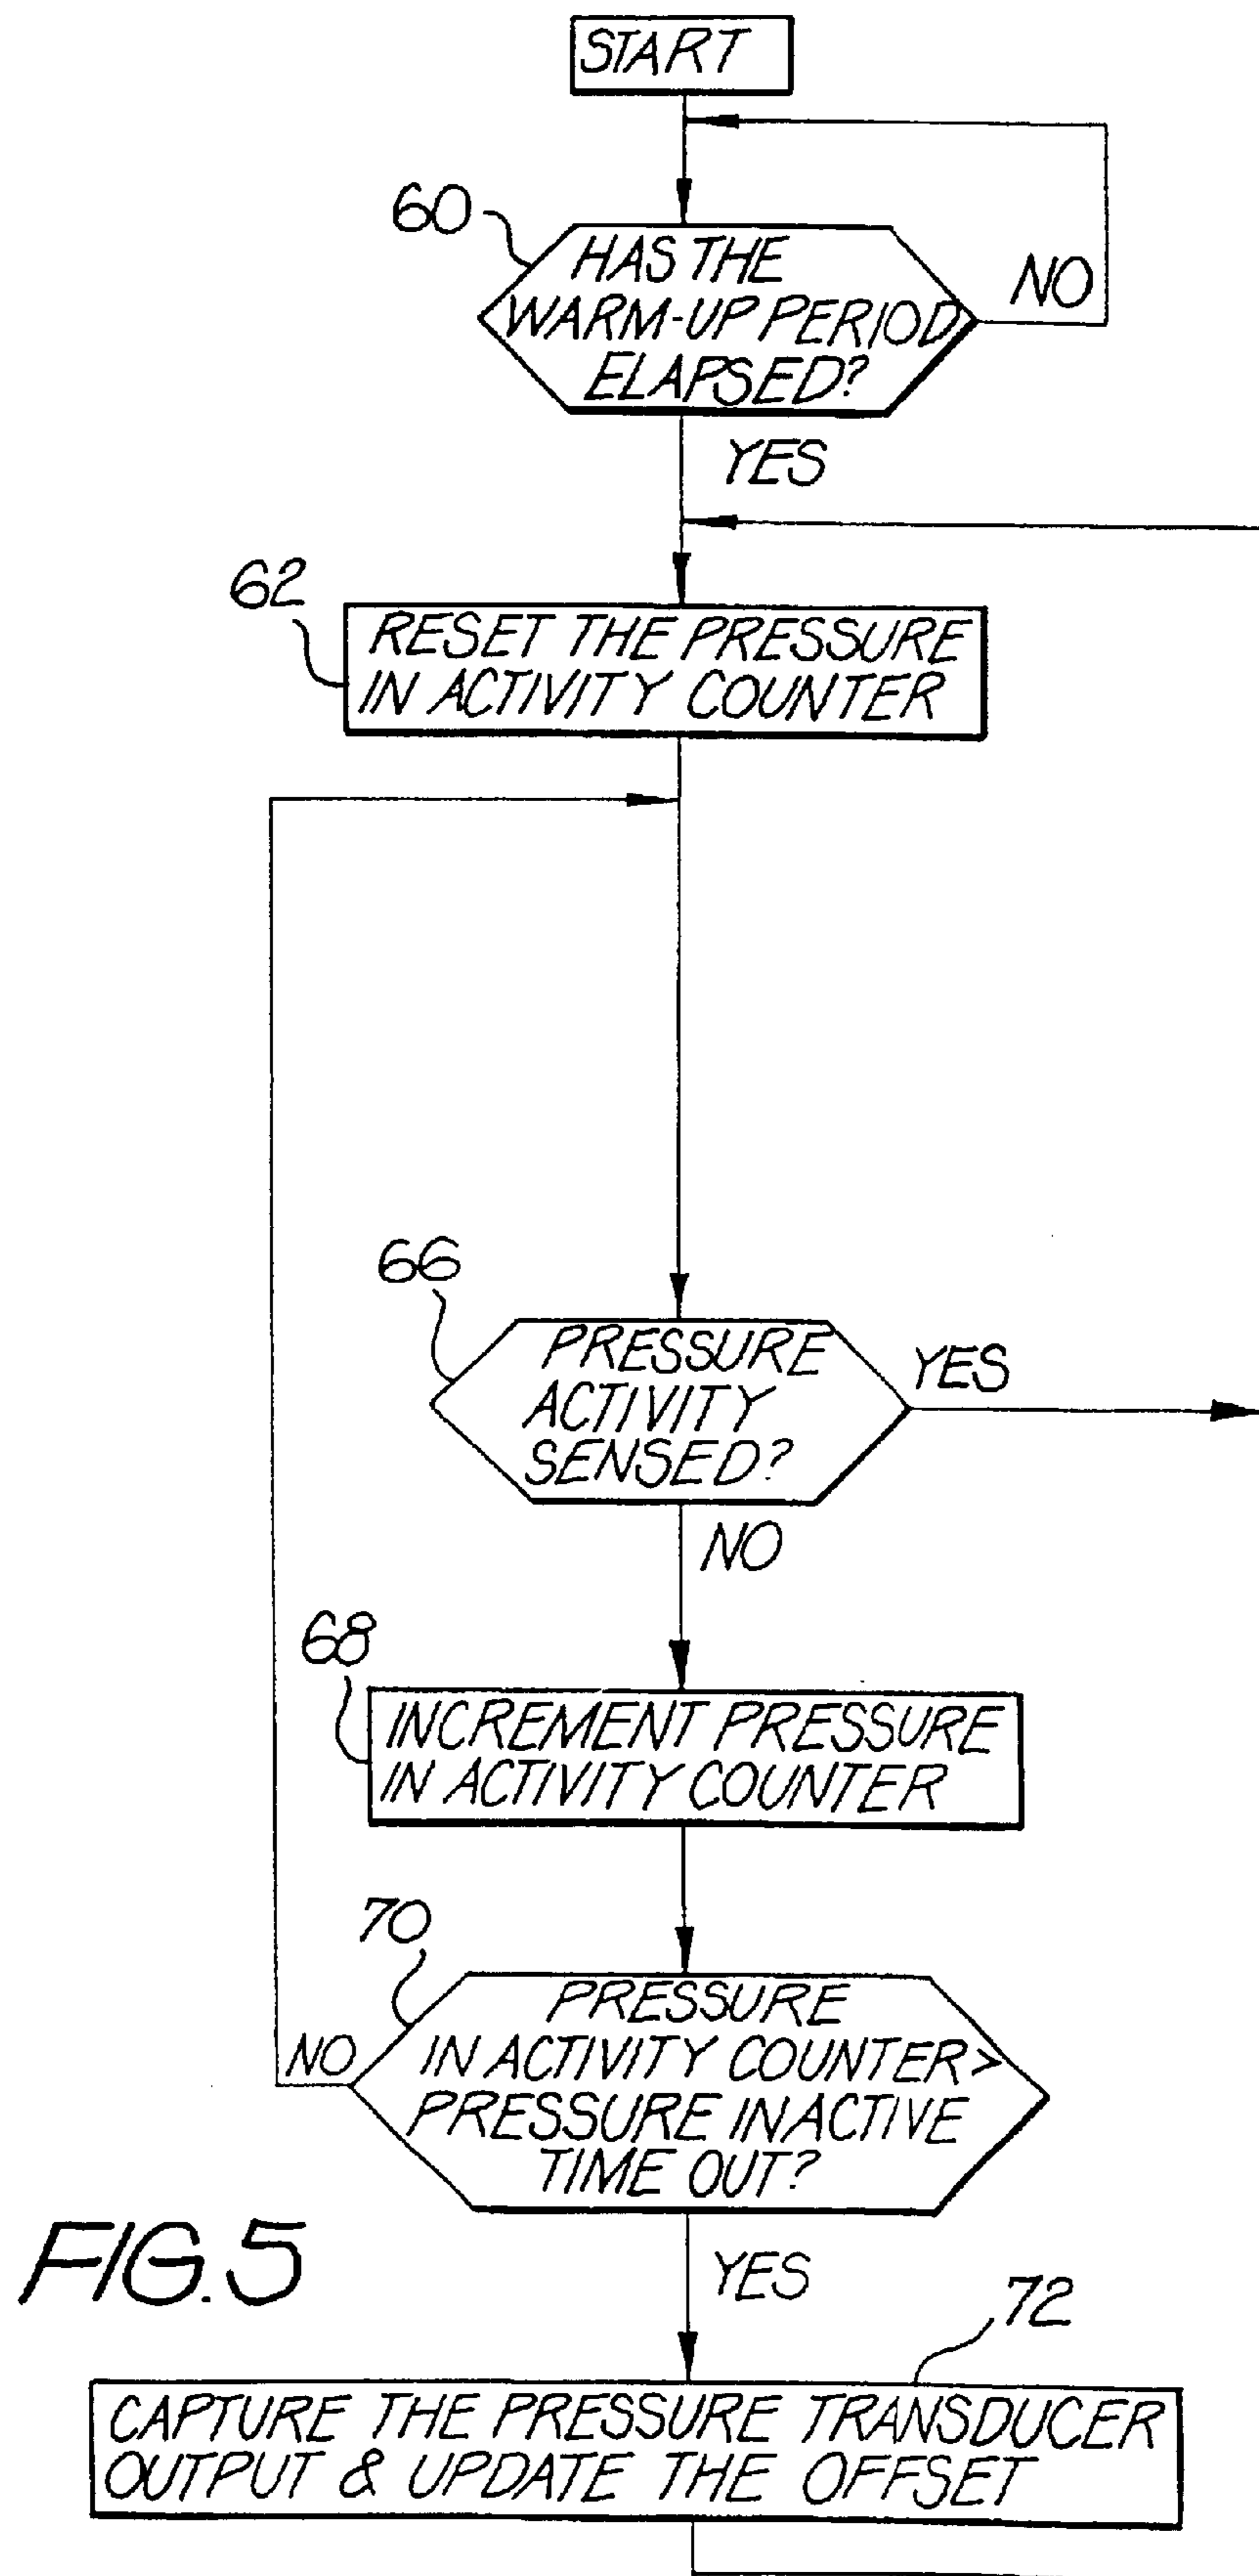 START
60
HAS THE
WARM-UP PERIOD
ELAPSED?
NO
YES
62
RESET THE PRESSURE
IN ACTIVITY COUNTER
66
PRESSURE
ACTIVITY
SENSED?
YES
NO
68
INCREMENT PRESSURE
IN ACTIVITY COUNTER
70
PRESSURE
IN ACTIVITY COUNTER>
PRESSURE INACTIVE
TIME OUT?
NO
YES
FIG. 5
72
CAPTURE THE PRESSURE TRANSDUCER
OUTPUT & UPDATE THE OFFSET